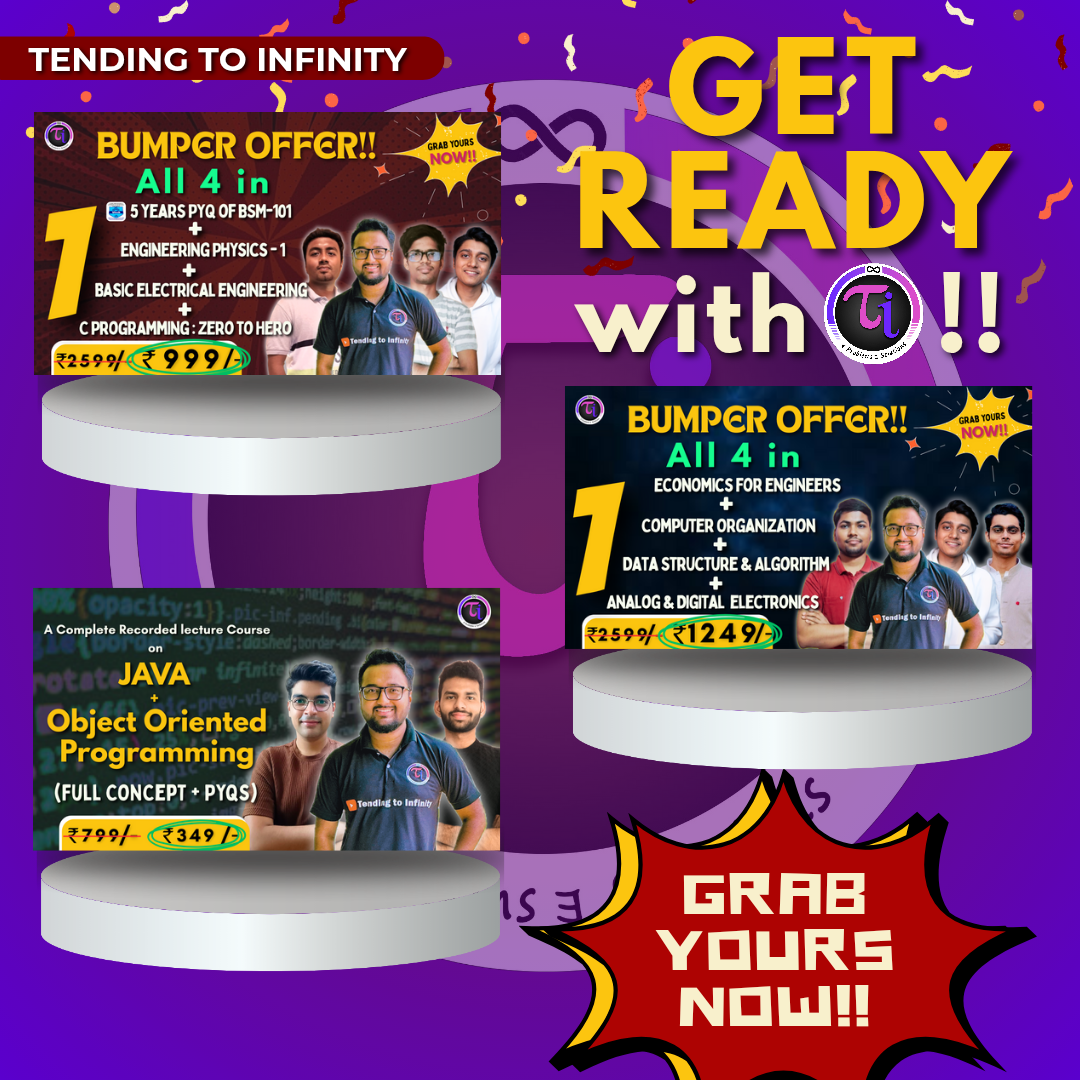 TENDING TO INFINITY
GET
READY
with Ti !!
BUMPER OFFER!!
GRAB YOURS
NOW!!
All 4 in
1
5 YEARS PYQ OF BSM-101
+
ENGINEERING PHYSICS - 1
+
BASIC ELECTRICAL ENGINEERING
+
C PROGRAMMING : ZERO TO HERO
₹2599/- ₹999/-
Tending to Infinity
BUMPER OFFER!!
GRAB YOURS
NOW!!
All 4 in
1
ECONOMICS FOR ENGINEERS
+
COMPUTER ORGANIZATION
+
DATA STRUCTURE & ALGORITHM
+
ANALOG & DIGITAL ELECTRONICS
₹2599/- ₹1249/-
Tending to Infinity
A Complete Recorded lecture Course
on
JAVA
+
Object Oriented
Programming
(FULL CONCEPT + PYQS)
₹799/- ₹349/-
Tending to Infinity
GRAB
YOURS
NOW!!